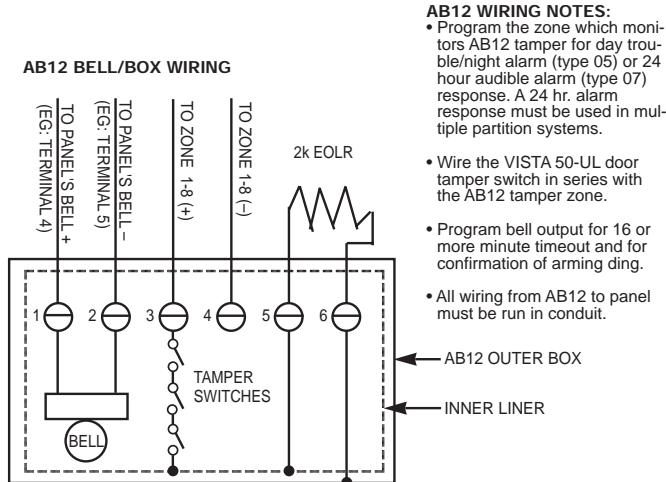 AB12 WIRING NOTES:
• Program the zone which moni-
tors AB12 tamper for day trou-
ble/night alarm (type 05) or 24
hour audible alarm (type 07)
response. A 24 hr. alarm
response must be used in mul-
tiple partition systems.
• Wire the VISTA 50-UL door
tamper switch in series with
the AB12 tamper zone.
• Program bell output for 16 or
more minute timeout and for
confirmation of arming ding.
• All wiring from AB12 to panel
must be run in conduit.
AB12 BELL/BOX WIRING
TO PANEL'S BELL +
(EG: TERMINAL 4)
TO PANEL'S BELL –
(EG: TERMINAL 5)
TO ZONE 1-8 (+)
TO ZONE 1-8 (–)
2k EOLR
1 2 3 4 5 6
TAMPER
SWITCHES
BELL
AB12 OUTER BOX
INNER LINER